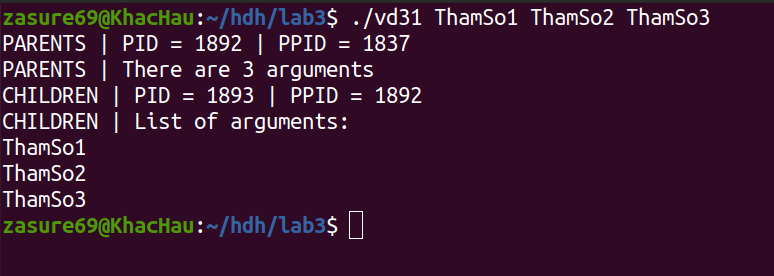 zasure69@KhacHau:~/hdh/lab3$ ./vd31 ThamSo1 ThamSo2 ThamSo3
PARENTS | PID = 1892 | PPID = 1837
PARENTS | There are 3 arguments
CHILDREN | PID = 1893 | PPID = 1892
CHILDREN | List of arguments:
ThamSo1
ThamSo2
ThamSo3
zasure69@KhacHau:~/hdh/lab3$